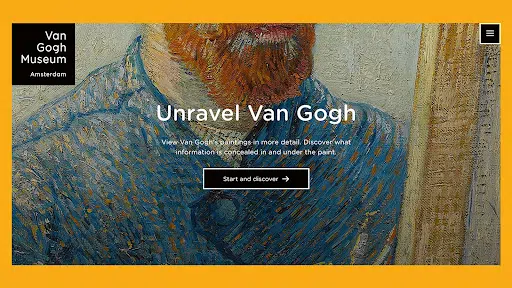 Van
Gogh
Museum
Amsterdam
Unravel Van Gogh
View Van Gogh's paintings in more detail. Discover what
information is concealed in and under the paint.
Start and discover →